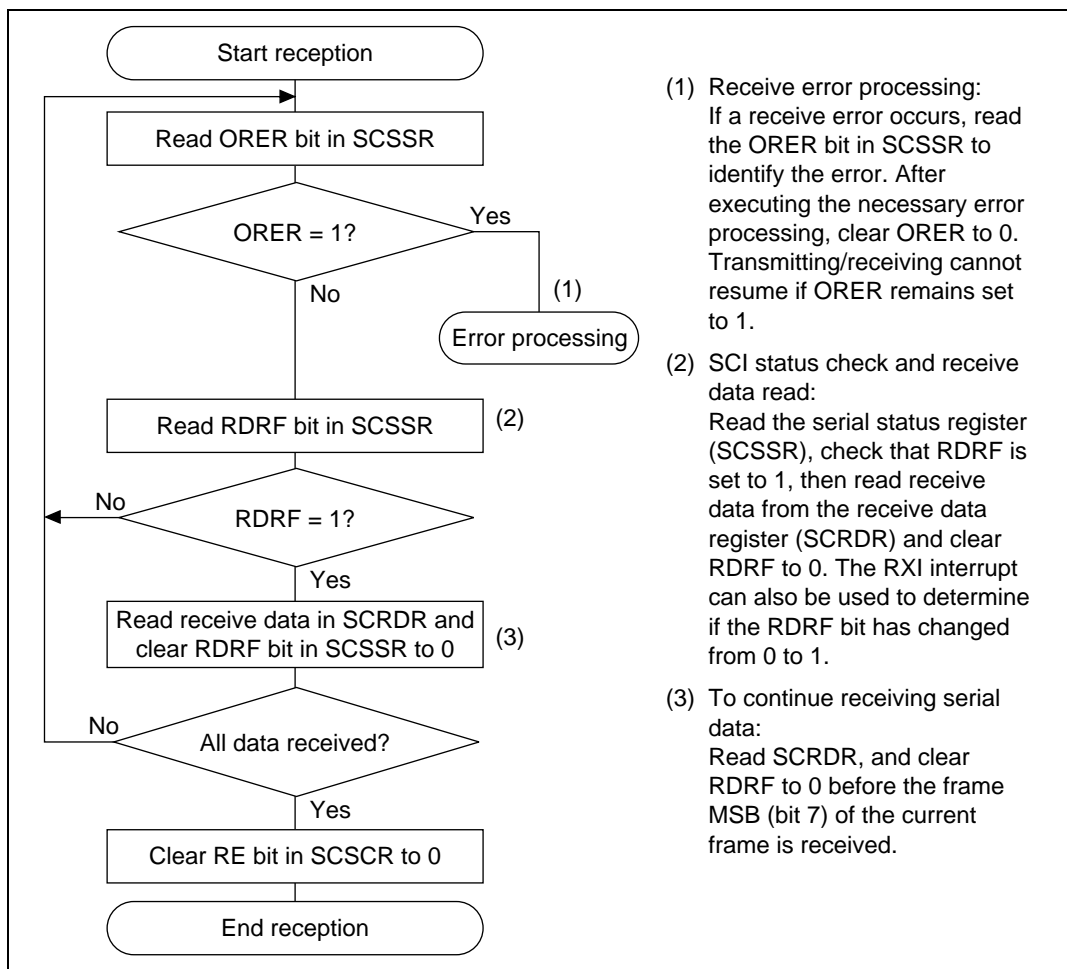 Start reception
Read ORER bit in SCSSR
ORER = 1?
Yes
No
(1)
Error processing
Read RDRF bit in SCSSR
(2)
No
RDRF = 1?
Yes
Read receive data in SCRDR and
clear RDRF bit in SCSSR to 0
(3)
No
All data received?
Yes
Clear RE bit in SCSCR to 0
End reception
(1) Receive error processing:
If a receive error occurs, read
the ORER bit in SCSSR to
identify the error. After
executing the necessary error
processing, clear ORER to 0.
Transmitting/receiving cannot
resume if ORER remains set
to 1.
(2) SCI status check and receive
data read:
Read the serial status register
(SCSSR), check that RDRF is
set to 1, then read receive
data from the receive data
register (SCRDR) and clear
RDRF to 0. The RXI interrupt
can also be used to determine
if the RDRF bit has changed
from 0 to 1.
(3) To continue receiving serial
data:
Read SCRDR, and clear
RDRF to 0 before the frame
MSB (bit 7) of the current
frame is received.